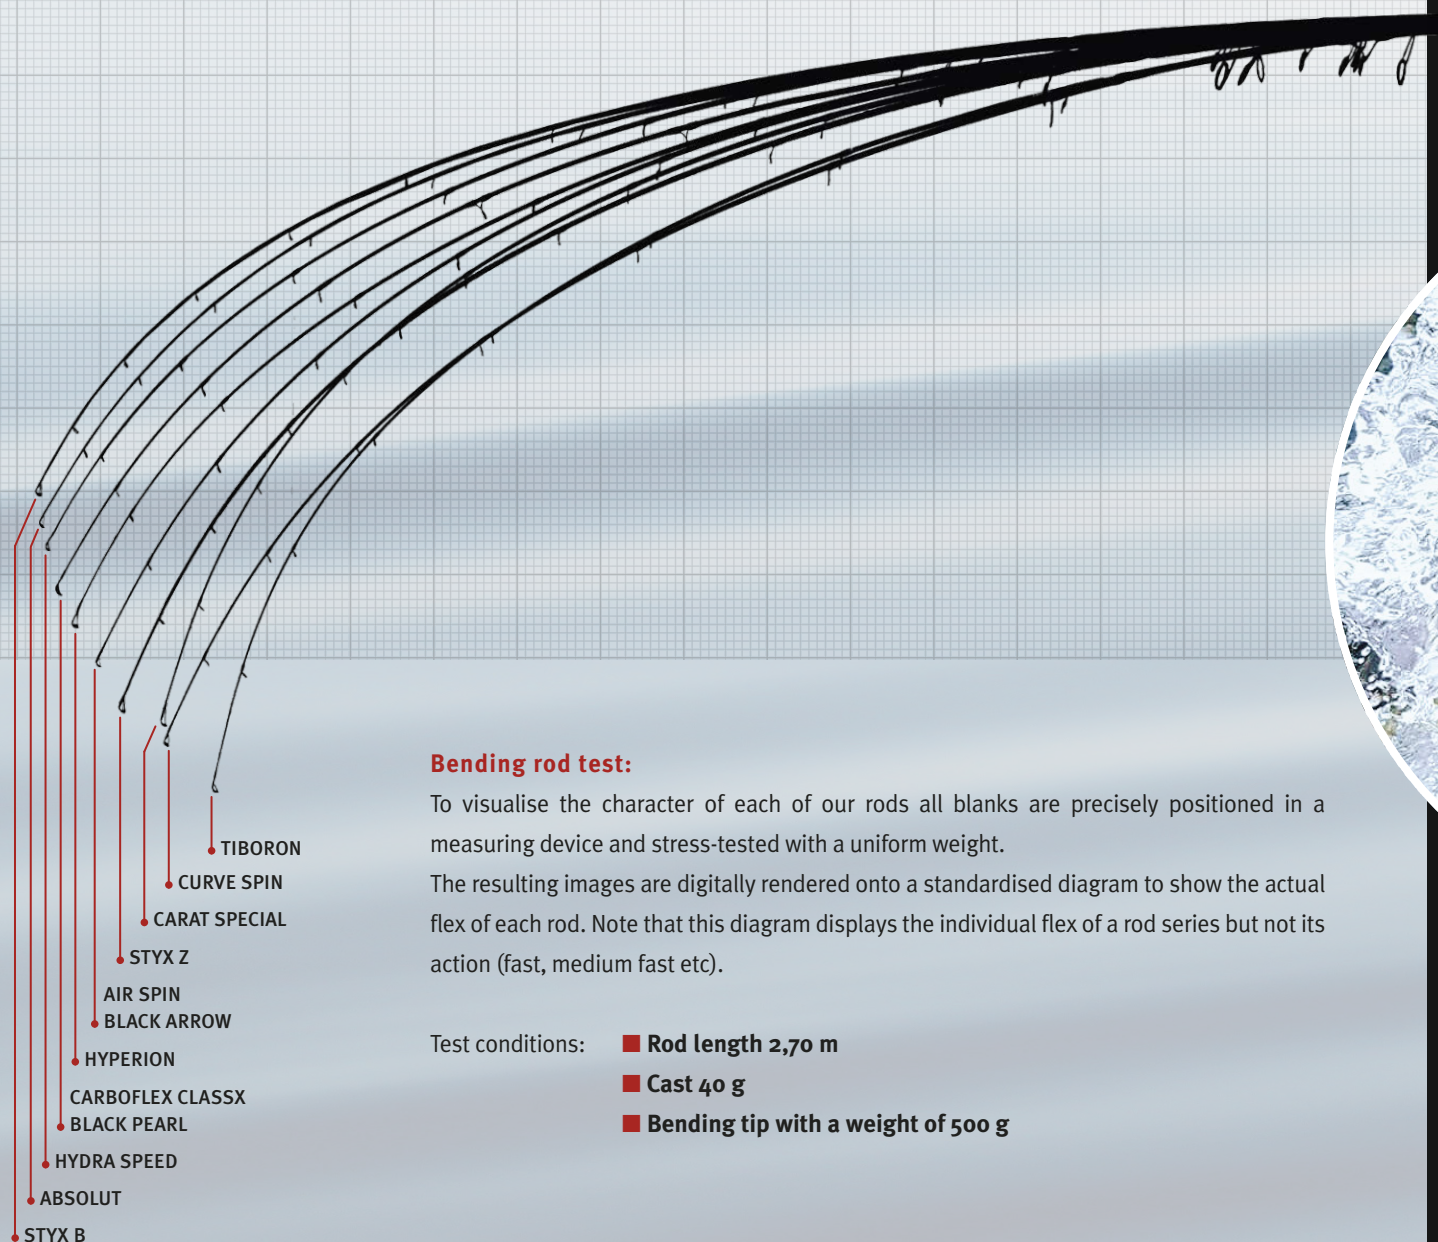 Bending rod test:
To visualise the character of each of our rods all blanks are precisely positioned in a
measuring device and stress-tested with a uniform weight.
The resulting images are digitally rendered onto a standardised diagram to show the actual
flex of each rod. Note that this diagram displays the individual flex of a rod series but not its
action (fast, medium fast etc).
Test conditions:
Rod length 2,70 m
Cast 40 g
Bending tip with a weight of 500 g
TIBORON
CURVE SPIN
CARAT SPECIAL
STYX Z
AIR SPIN
BLACK ARROW
HYPERION
CARBOFLEX CLASSX
BLACK PEARL
HYDRA SPEED
ABSOLUT
STYX B